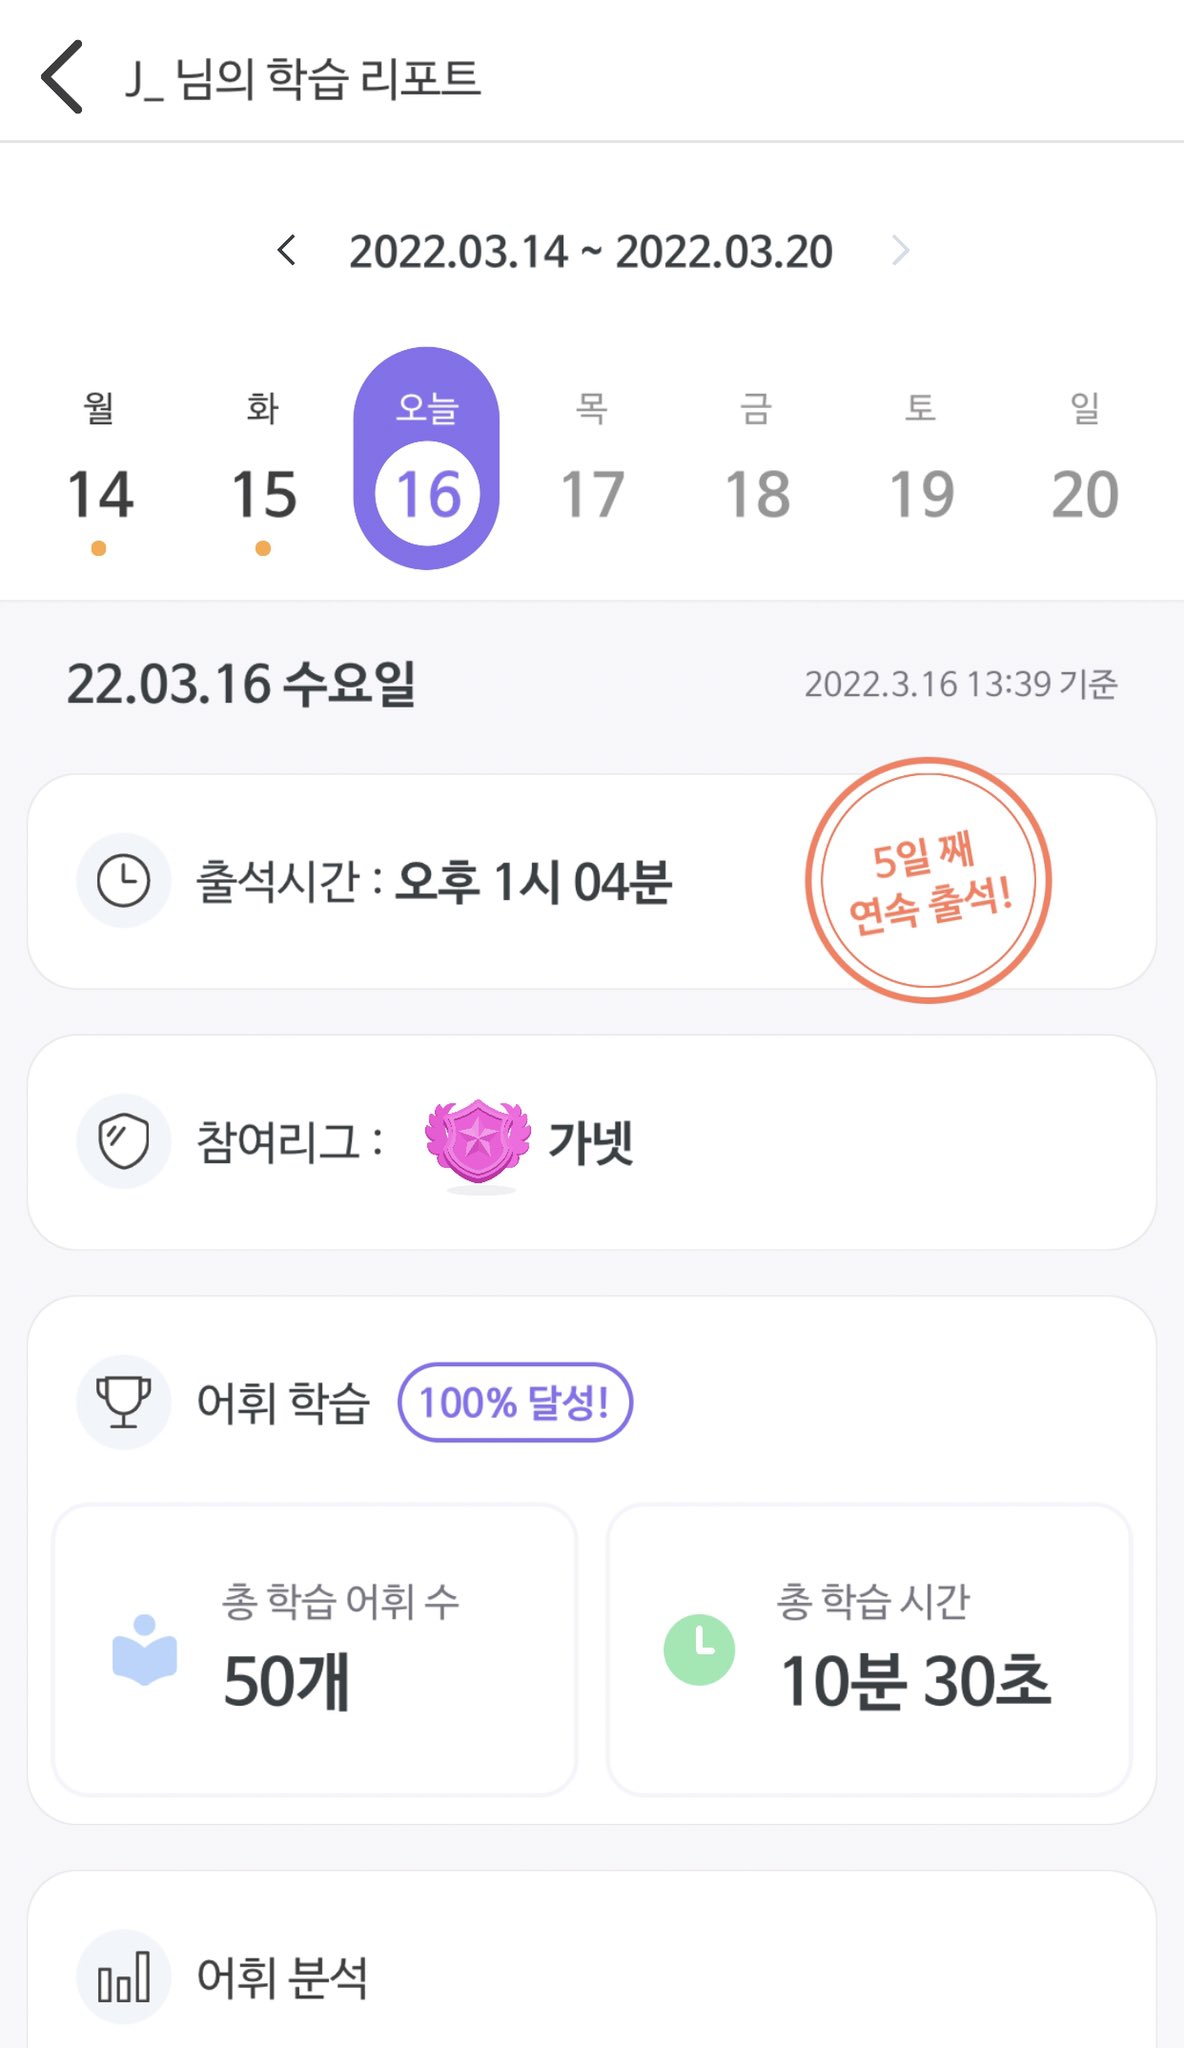 J_ 님의 학습 리포트
2022.03.14 ~ 2022.03.20
월 화 오늘 목 금 토 일
14 15 16 17 18 19 20
22.03.16 수요일 2022.3.16 13:39 기준
출석시간 : 오후 1시 04분
5일 째
연속 출석!
참여리그 : 가넷
어휘 학습 100% 달성!
총 학습 어휘 수
50개
총 학습 시간
10분 30초
어휘 분석